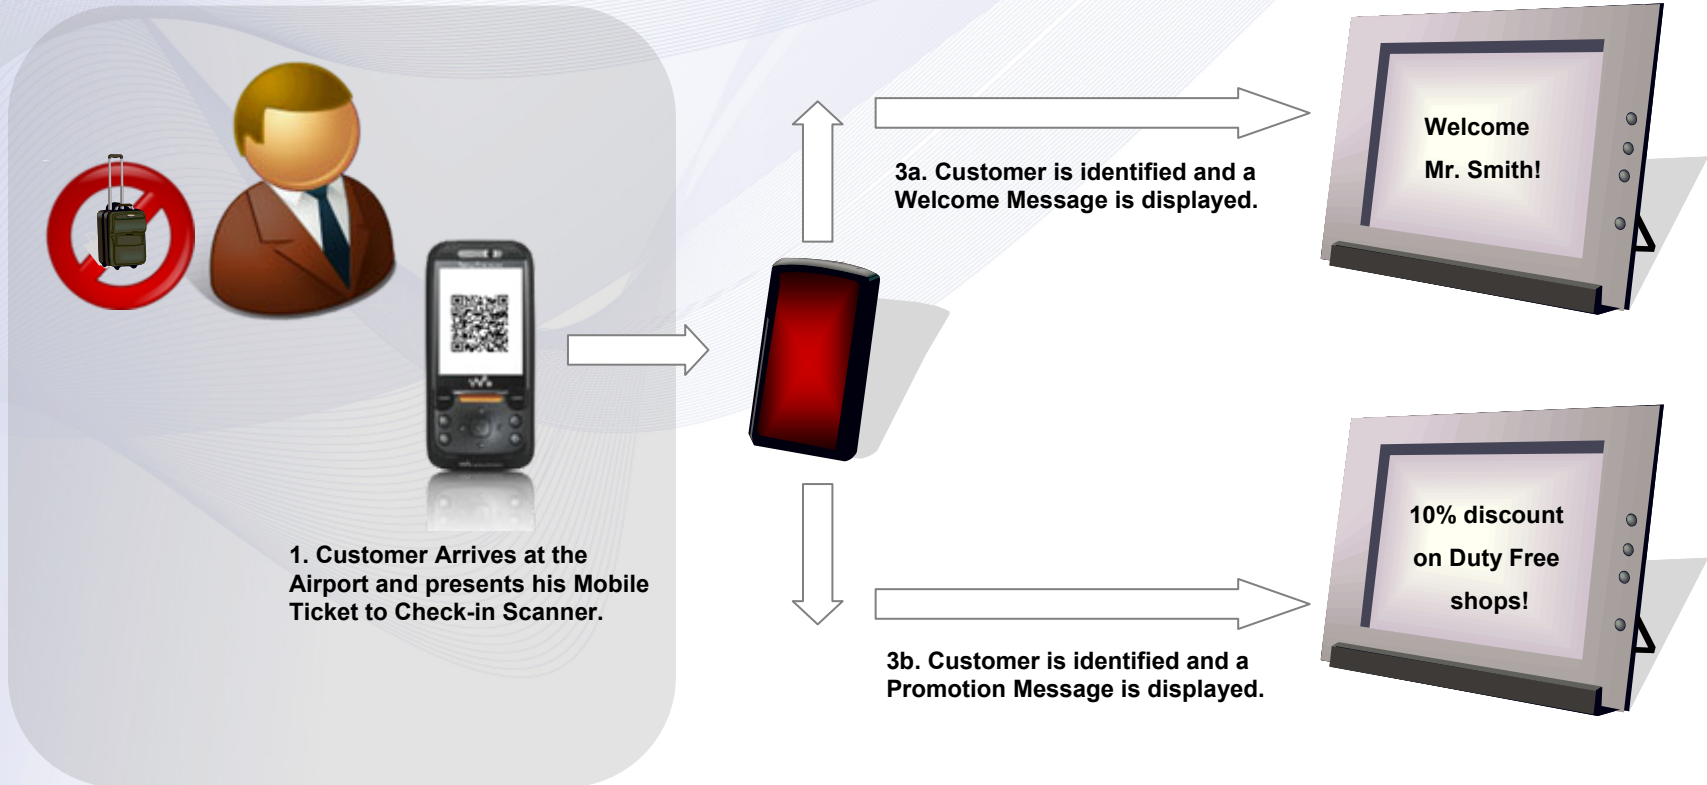 1. Customer Arrives at the
Airport and presents his Mobile
Ticket to Check-in Scanner.
3a. Customer is identified and a
Welcome Message is displayed.
Welcome
Mr. Smith!
3b. Customer is identified and a
Promotion Message is displayed.
10% discount
on Duty Free
shops!